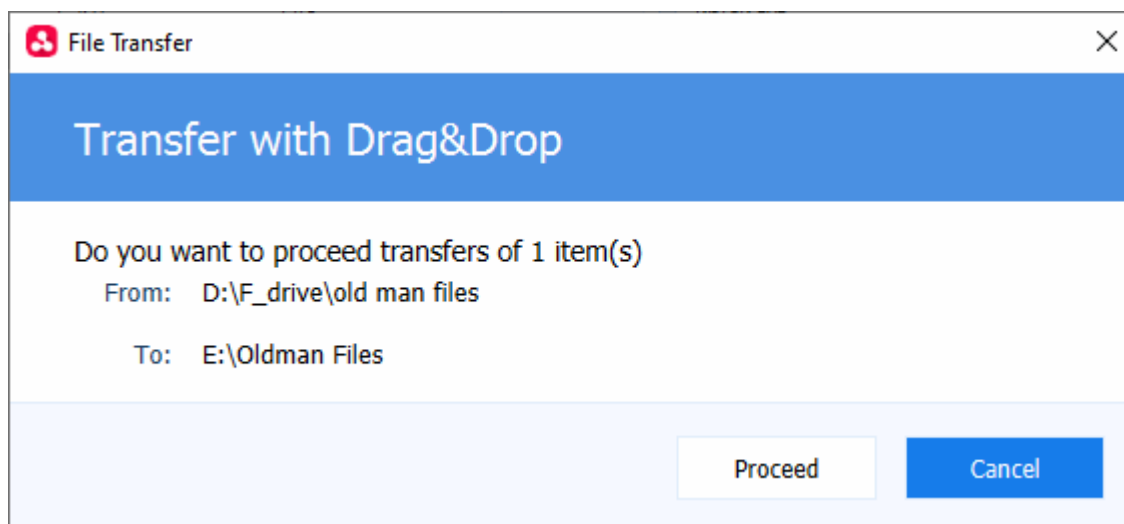 File Transfer
Transfer with Drag&Drop
Do you want to proceed transfers of 1 item(s)
From: D:\F_drive\old man files
To: E:\Oldman Files
Proceed Cancel